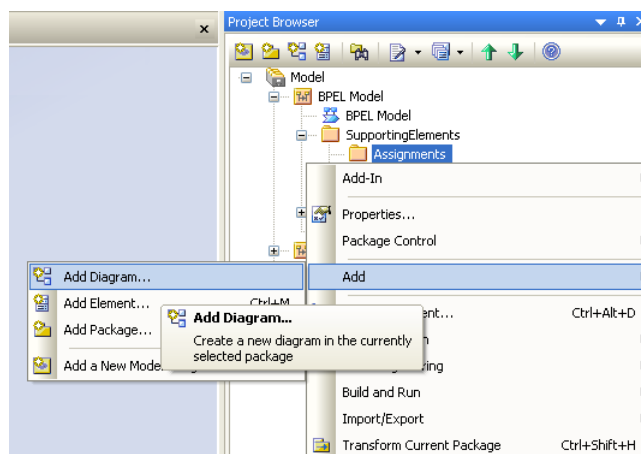 Project Browser
Model
BPEL Model
BPEL Model
SupportingElements
Assignments
Add-In
Properties...
Package Control
Add
Add Diagram...
Add Element...
Ctrl+M
Add Package...
Add a New Mode
Add Diagram...
Create a new diagram in the currently
selected package
Ctrl+Alt+D
Build and Run
Import/Export
Transform Current Package Ctrl+Shift+H